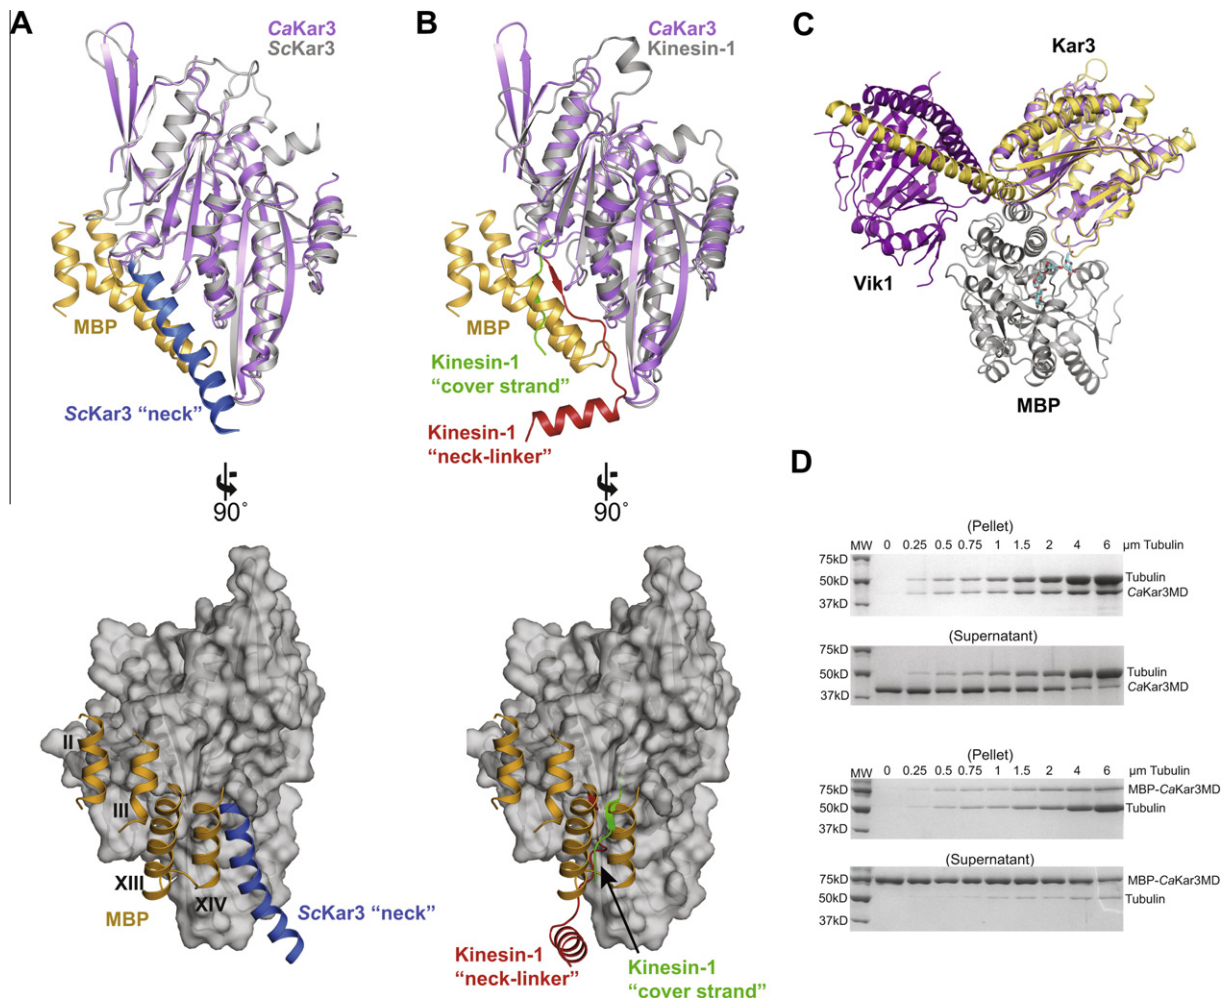 A
CaKar3
ScKar3
MBP
ScKar3 “neck”
90°
II
III
XIII
XIV
MBP
ScKar3 “neck”
B
CaKar3
Kinesin-1
MBP
Kinesin-1
“cover strand”
Kinesin-1
“neck-linker”
90°
Kinesin-1
“neck-linker”
Kinesin-1
“cover strand”
C
Kar3
Vik1
MBP
D
(Pellet)
MW 0 0.25 0.5 0.75 1 1.5 2 4 6 µm Tubulin
75kD
50kD
37kD
Tubulin
CaKar3MD
(Supernatant)
75kD
50kD
37kD
Tubulin
CaKar3MD
(Pellet)
MW 0 0.25 0.5 0.75 1 1.5 2 4 6 µm Tubulin
75kD
50kD
37kD
MBP-CaKar3MD
Tubulin
(Supernatant)
75kD
50kD
37kD
MBP-CaKar3MD
Tubulin